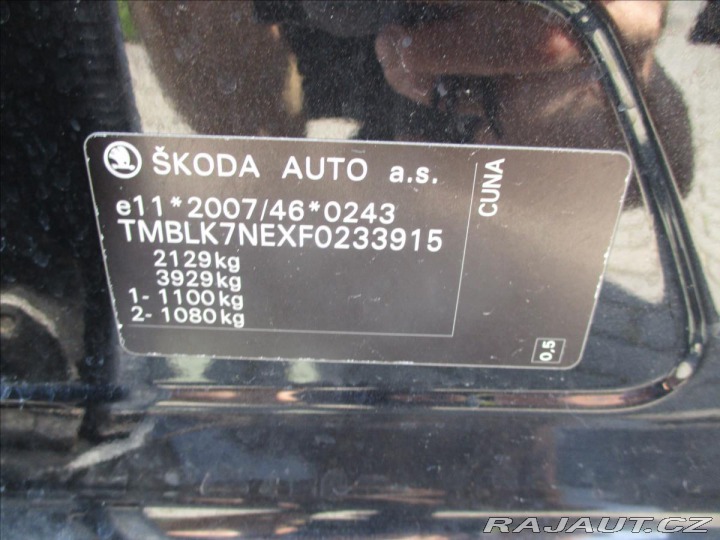 ŠKODA AUTO a.s.
e11*2007/46*0243
TMBLK7NEXF0233915
2129kg
3929kg
1- 1100kg
2- 1080kg
CUNA
0,5
RAJAUT.CZ